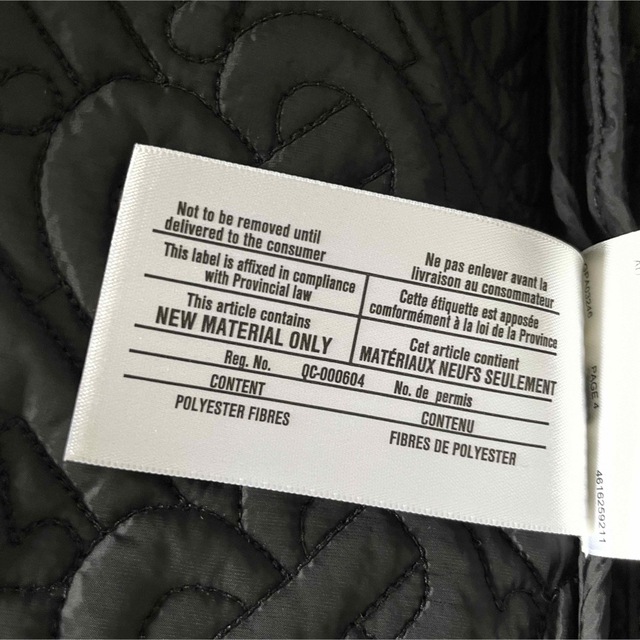 Not to be removed until
delivered to the consumer
This label is affixed in compliance
with Provincial law
This article contains
NEW MATERIAL ONLY
Ne pas enlever avant la
livraison au consommateur
Cette étiquette est apposée
comformément à la loi de la Province
Cet article contient
MATÉRIAUX NEUFS SEULEMENT
Reg. No. QC-000604 No. de permis
CONTENT
POLYESTER FIBRES
CONTENU
FIBRES DE POLYESTER
PAGE 4
4616259211